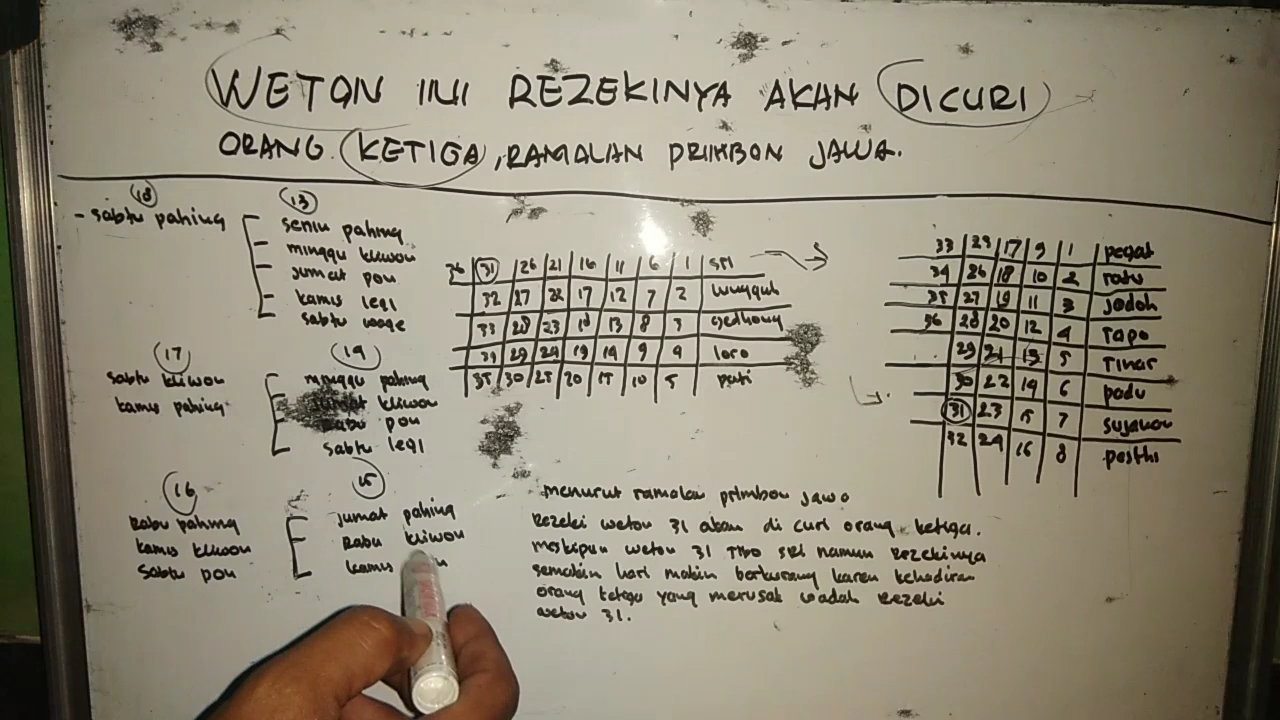 WETON INI REZEKINYA AKAN DICURI
ORANG KETIGA, RAMALAN PRIMBON JAWA.
18
- sabtu pahing
13
seniu pahing
minggu kliwon
jumat pon
kamis legi
sabtu wage
17
sabtu kliwon
kamis pahing
14
minggu pahing
jumat kliwon
Rabu pon
sabtu legi
16
Rabu pahing
kamis kliwon
sabtu pon
15
jumat pahing
Rabu kliwon
kamis
36 31 26 21 16 11 6 1 sri
32 27 22 17 12 7 2 lungguh
33 28 23 18 13 8 3 gedhong
34 29 24 19 14 9 4 loro
35 30 25 20 15 10 5 pati
33 25 17 9 1 pegat
34 26 18 10 2 ratu
35 27 19 11 3 jodoh
36 28 20 12 4 Topo
29 21 13 5 Tinar
30 22 14 6 padu
31 23 15 7 sujanan
32 24 16 8 pesthi
menurut ramalan primbon jawa
Rezeki weton 31 akan di curi orang ketiga.
meskipun weton 31 Tibo sri namun Rezekinya
semakin hari makin berkurang karen kehadiran
orang ketiga yang merusak wadah Rezeki
weton 31.